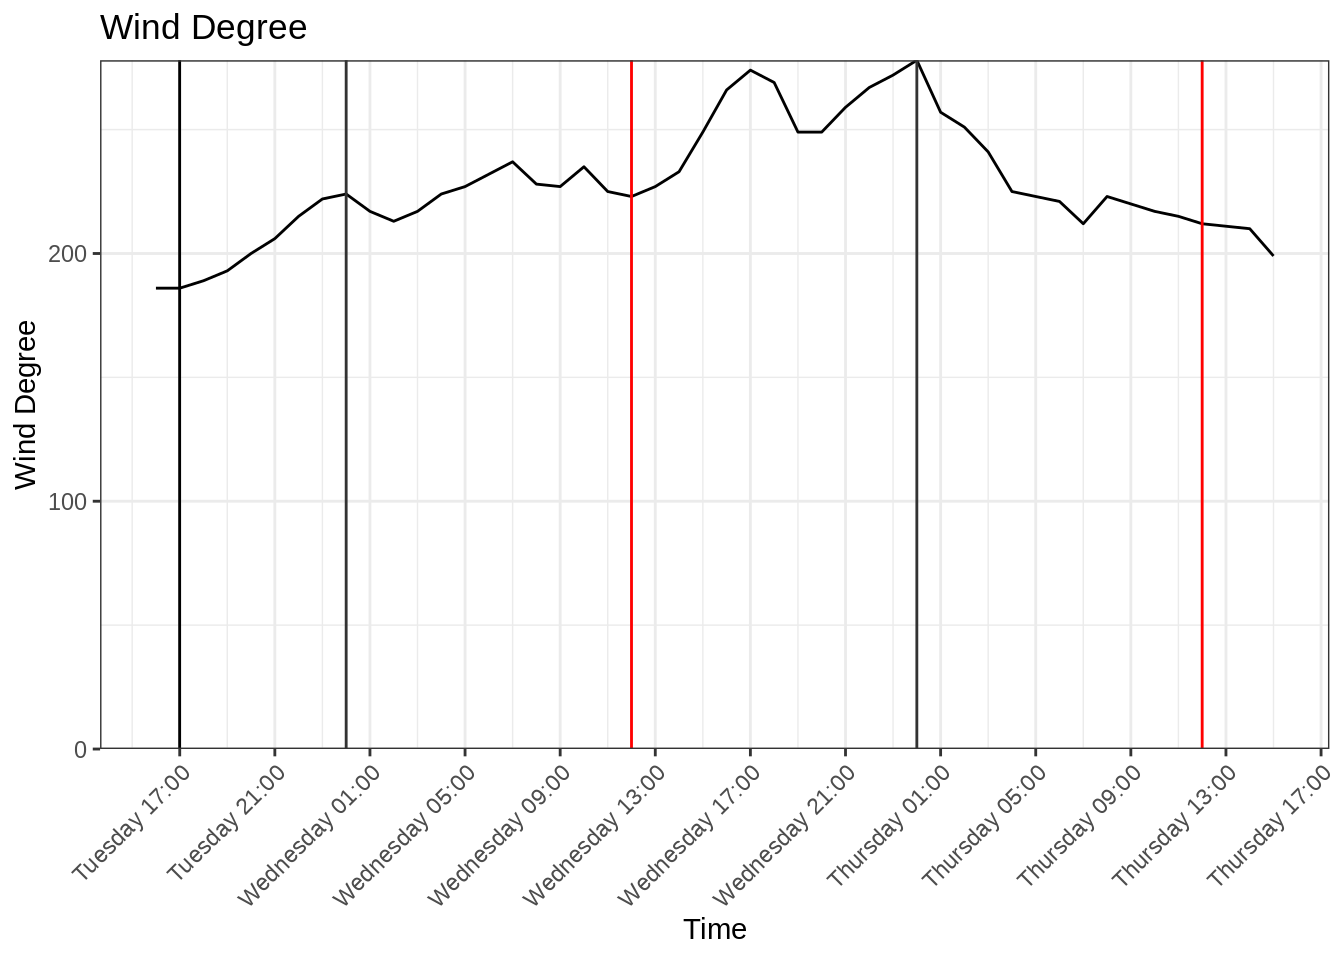 Wind Degree
Wind Degree
200
100
0
Tuesday 17:00
Tuesday 21:00
Wednesday 01:00
Wednesday 05:00
Wednesday 09:00
Wednesday 13:00
Wednesday 17:00
Wednesday 21:00
Thursday 01:00
Thursday 05:00
Thursday 09:00
Thursday 13:00
Thursday 17:00
Time